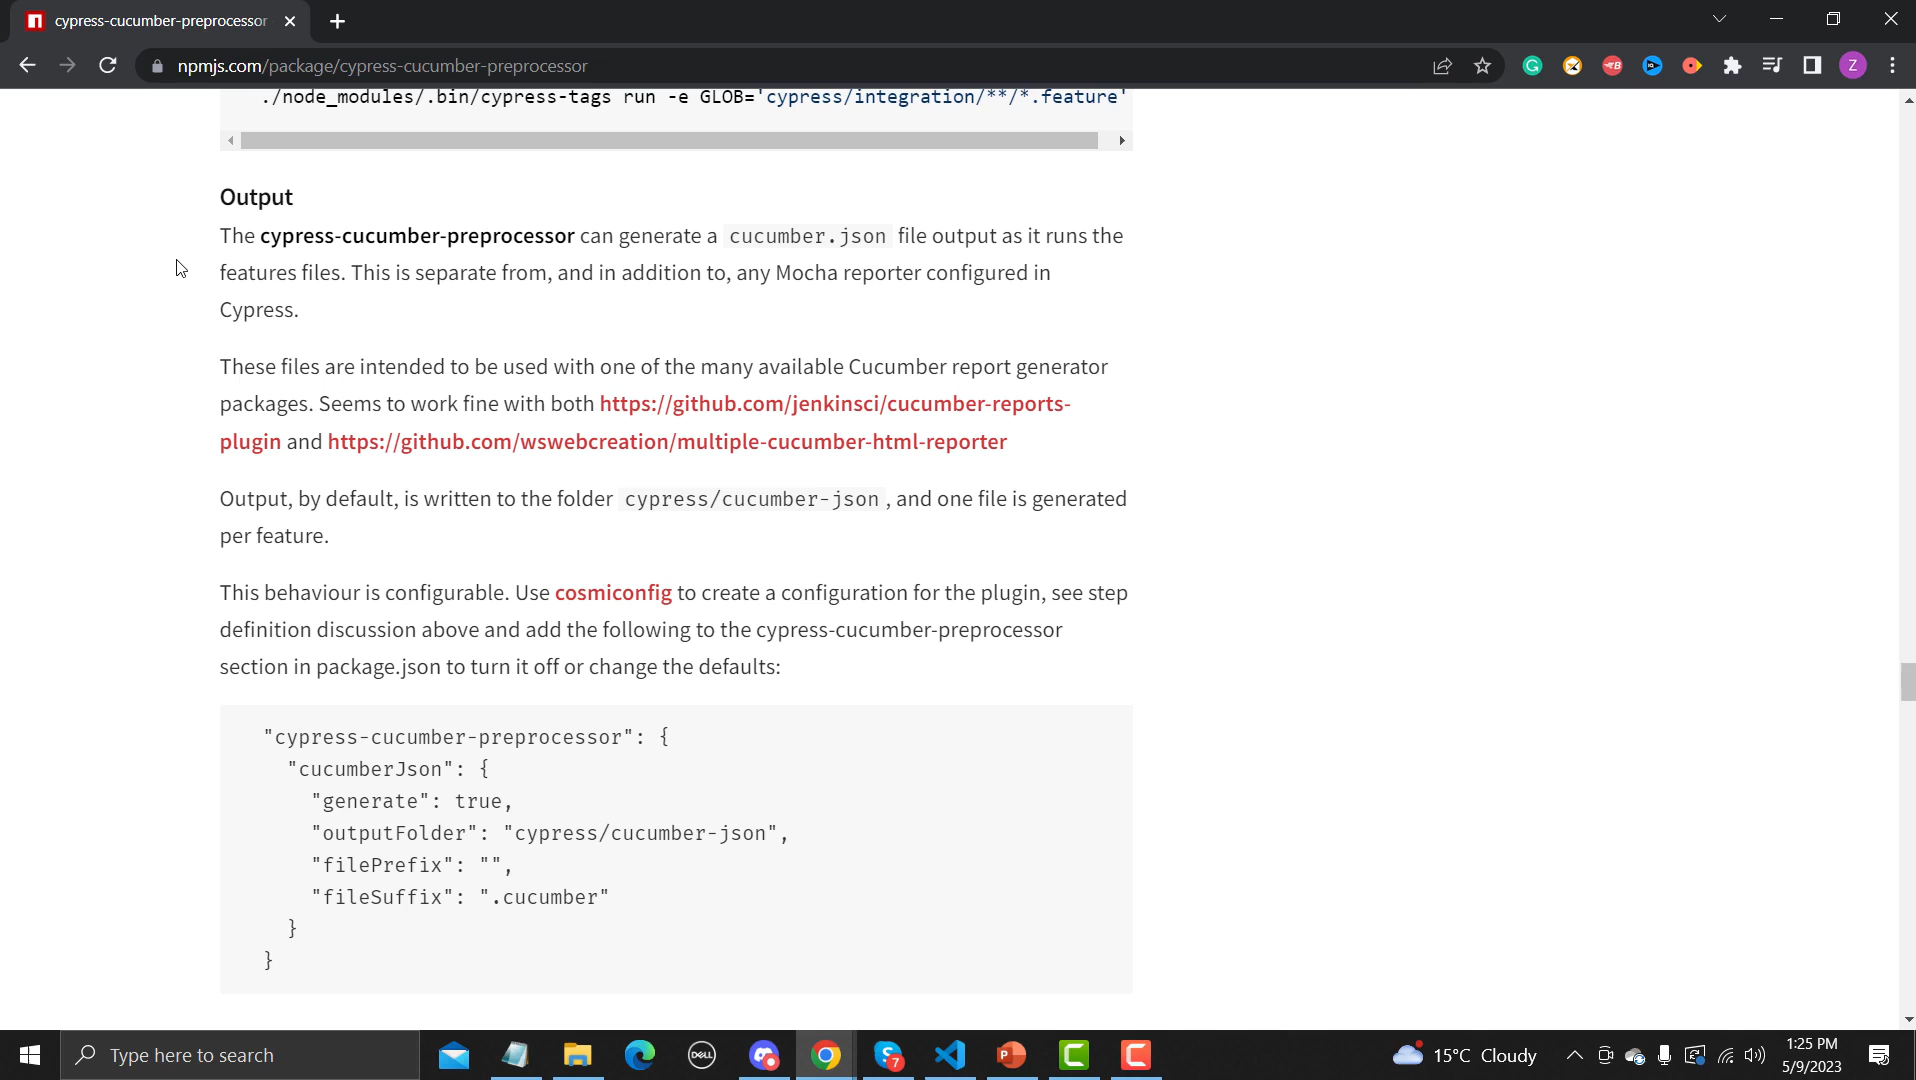 cypress-cucumber-preprocessor
npmjs.com/package/cypress-cucumber-preprocessor
Z
./node_modules/.bin/cypress-tags run -e GLOB='cypress/integration/**/*.feature'
Output
The cypress-cucumber-preprocessor can generate a cucumber.json file output as it runs the
features files. This is separate from, and in addition to, any Mocha reporter configured in
Cypress.
These files are intended to be used with one of the many available Cucumber report generator
packages. Seems to work fine with both https://github.com/jenkinsci/cucumber-reports-
plugin and https://github.com/wswebcreation/multiple-cucumber-html-reporter
Output, by default, is written to the folder cypress/cucumber-json, and one file is generated
per feature.
This behaviour is configurable. Use cosmiconfig to create a configuration for the plugin, see step
definition discussion above and add the following to the cypress-cucumber-preprocessor
section in package.json to turn it off or change the defaults:
"cypress-cucumber-preprocessor": {
"cucumberJson": {
"generate": true,
"outputFolder": "cypress/cucumber-json",
"filePrefix": "",
"fileSuffix": ".cucumber"
}
}
Type here to search
DELL
7
15°C Cloudy
1:25 PM
5/9/2023